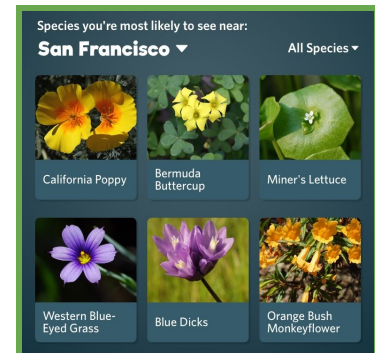 Species you're most likely to see near:
San Francisco
All Species
California Poppy
Bermuda
Buttercup
Miner's Lettuce
Western Blue-
Eyed Grass
Blue Dicks
Orange Bush
Monkeyflower